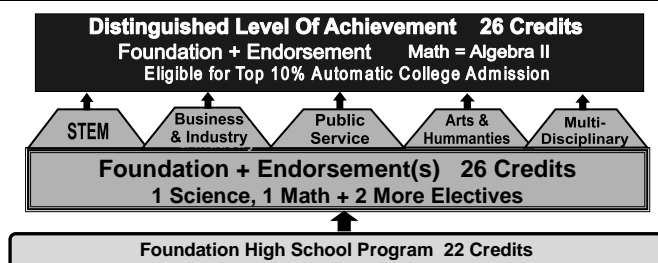 Distinguished Level Of Achievement 26 Credits
Foundation + Endorsement Math = Algebra II
Eligible for Top 10% Automatic College Admission
STEM
Business
& Industry
Public
Service
Arts &
Hummanties
Multi-
Disciplinary
Foundation + Endorsement(s) 26 Credits
1 Science, 1 Math + 2 More Electives
Foundation High School Program 22 Credits